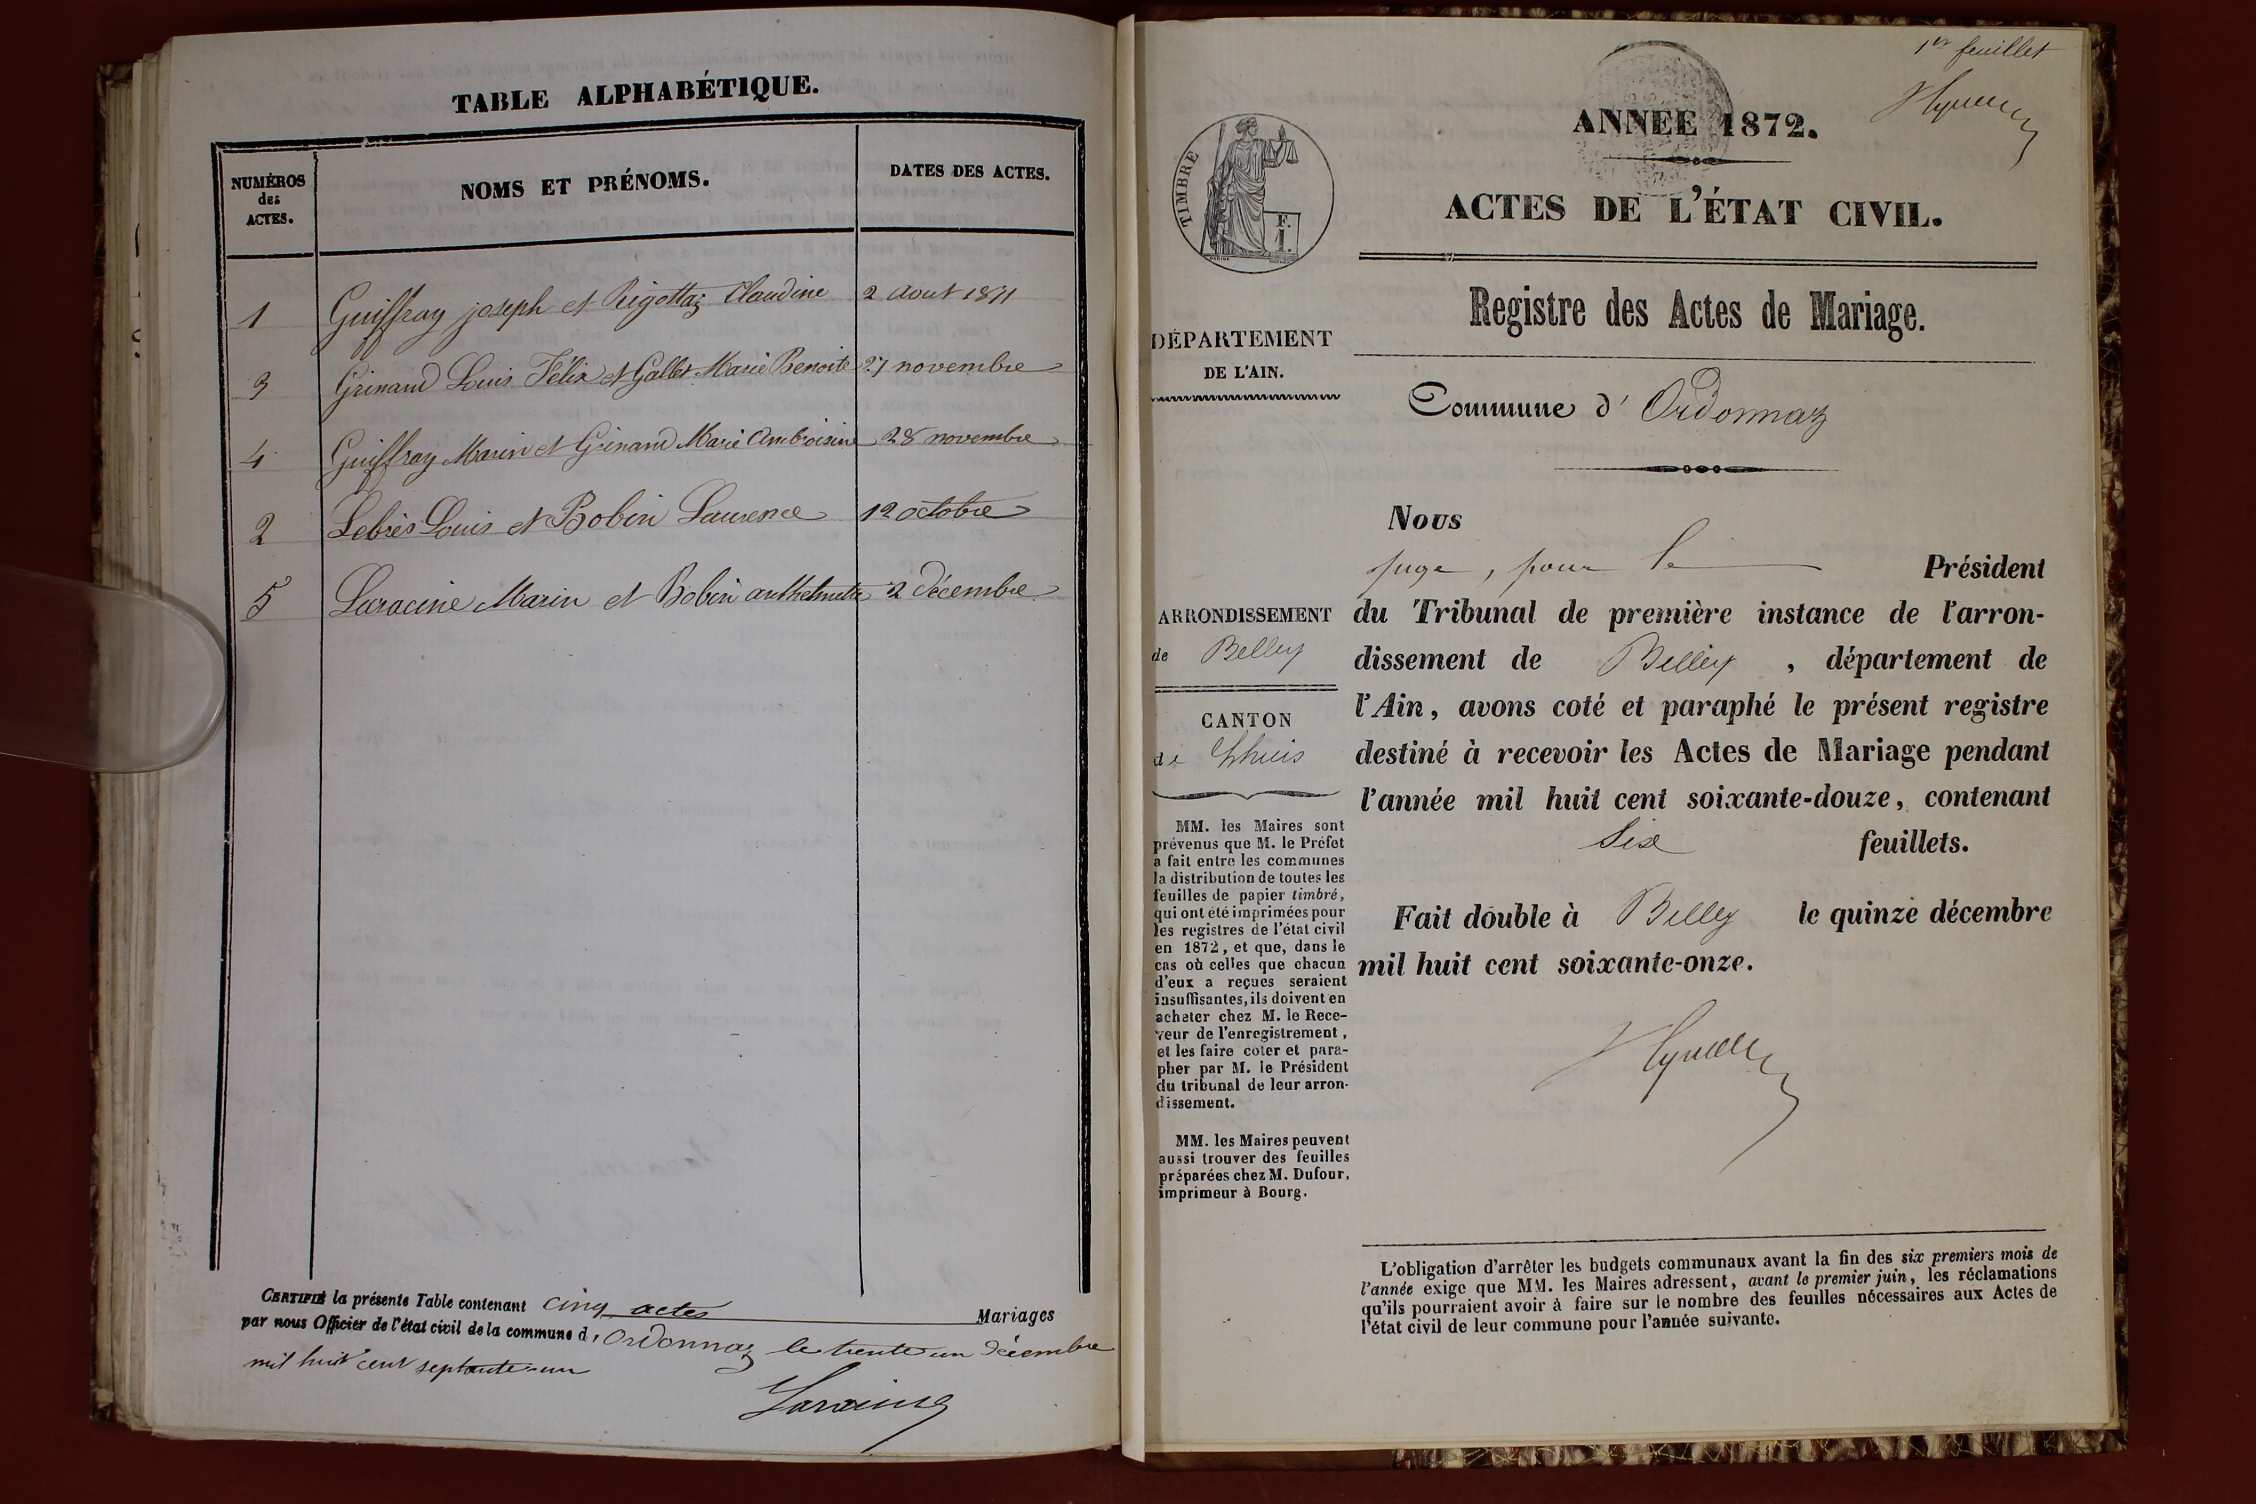 TABLE ALPHABÉTIQUE.
NUMÉROS
des
ACTES.
NOMS ET PRÉNOMS.
DATES DES ACTES.
1 Guiffray joseph et Rigottaz Claudine 2 aout 1871
3 Grinand Louis Félix et Gallet Marie Benoite 27 novembre
4 Guiffray Marin et Grinand Marie Ambroisine 28 novembre
2 Lebrès Louis et Bobin Laurence 12 octobre
5 Laracine Marin et Bobin anthelmette 2 décembre
CERTIFIÉ la présente Table contenant cinq actes Mariages
par nous Officier de l'état civil de la commune d'Ordonnaz le trente un décembre
mil huit cent septante-un
Laracine
1er feuillet
ANNÉE 1872.
ACTES DE L'ÉTAT CIVIL.
TIMBRE
F.
1.
Registre des Actes de Mariage.
DÉPARTEMENT
DE L'AIN.
Commune d'Ordonnaz
ARRONDISSEMENT
de Belley
CANTON
de Lhuis
MM. les Maires sont
prévenus que M. le Préfet
a fait entre les communes
la distribution de toutes les
feuilles de papier timbré,
qui ont été imprimées pour
les registres de l'état civil
en 1872, et que, dans le
cas où celles que chacun
d'eux a reçues seraient
insuffisantes, ils doivent en
acheter chez M. le Rece-
veur de l'enregistrement,
et les faire coter et para-
pher par M. le Président
du tribunal de leur arron-
dissement.
MM. les Maires peuvent
aussi trouver des feuilles
préparées chez M. Dufour,
imprimeur à Bourg.
Nous
juge, pour le Président
du Tribunal de première instance de l'arron-
dissement de Belley, département de
l'Ain, avons coté et paraphé le présent registre
destiné à recevoir les Actes de Mariage pendant
l'année mil huit cent soixante-douze, contenant
six feuillets.
Fait double à Belley le quinze décembre
mil huit cent soixante-onze.
L'obligation d'arrêter les budgets communaux avant la fin des six premiers mois de
l'année exige que MM. les Maires adressent, avant le premier juin, les réclamations
qu'ils pourraient avoir à faire sur le nombre des feuilles nécessaires aux Actes de
l'état civil de leur commune pour l'année suivante.